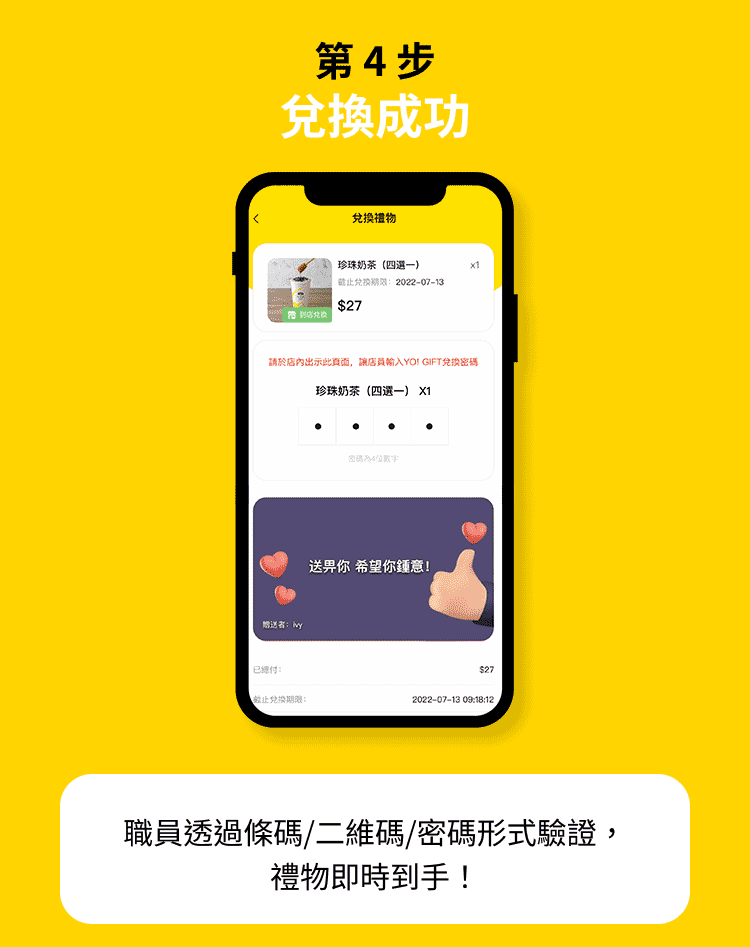 第 4 步
兌換成功
兌換禮物
珍珠奶茶（四選一） x1
截止兌換期限：2022-07-13
$27
到店兌換
請於店內出示此頁面，讓店員輸入YO! GIFT兌換密碼
珍珠奶茶（四選一） X1
密碼為4位數字
送畀你 希望你鍾意！
贈送者：Ivy
已繳付： $27
截止兌換期限： 2022-07-13 09:18:12
職員透過條碼/二維碼/密碼形式驗證，
禮物即時到手！